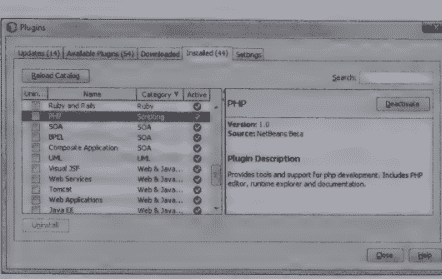 Plugins
Updates (14) Available Plugins (54) Downloaded Installed (44) Settings
Reload Catalog
Search:
Unin... Name Category Active
Ruby and Rails Ruby
PHP Scripting
SOA SOA
BPEL SOA
Composite Application SOA
UML UML
Visual JSF Web & Java...
Web Services Web & Java...
Tomcat Web & Java...
Web Applications Web & Java...
Java EE Web & Java...
Uninstall
PHP
Deactivate
Version: 1.0
Source: NetBeans Beta
Plugin Description
Provides tools and support for php development. Includes PHP
editor, runtime explorer and documentation.
Close Help